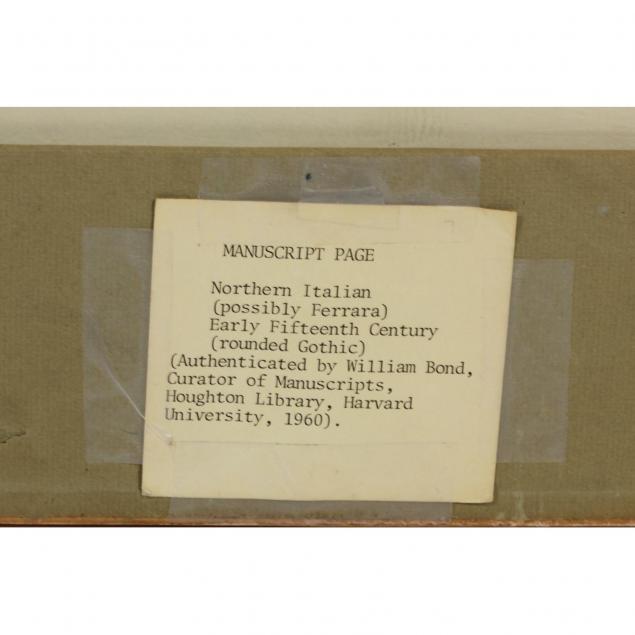 MANUSCRIPT PAGE
Northern Italian
(possibly Ferrara)
Early Fifteenth Century
(rounded Gothic)
(Authenticated by William Bond,
Curator of Manuscripts,
Houghton Library, Harvard
University, 1960).